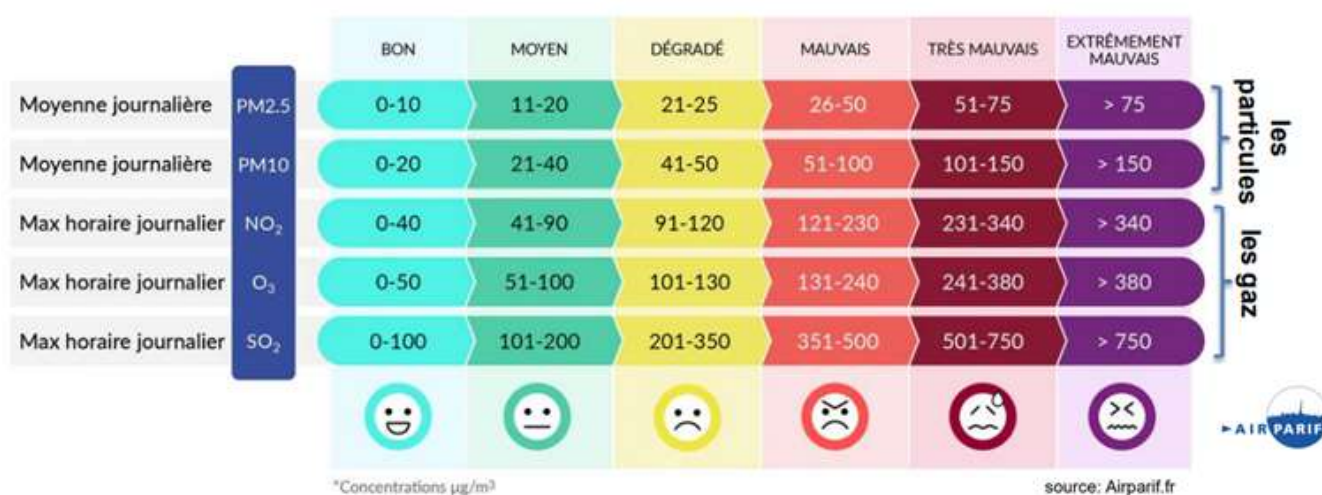 BON MOYEN DÉGRADÉ MAUVAIS TRÈS MAUVAIS EXTRÊMEMENT MAUVAIS
Moyenne journalière PM2.5 0-10 11-20 21-25 26-50 51-75 > 75
Moyenne journalière PM10 0-20 21-40 41-50 51-100 101-150 > 150
les particules
Max horaire journalier NO₂ 0-40 41-90 91-120 121-230 231-340 > 340
Max horaire journalier O₃ 0-50 51-100 101-130 131-240 241-380 > 380
Max horaire journalier SO₂ 0-100 101-200 201-350 351-500 501-750 > 750
les gaz
AIRPARIF
*Concentrations µg/m³
source: Airparif.fr